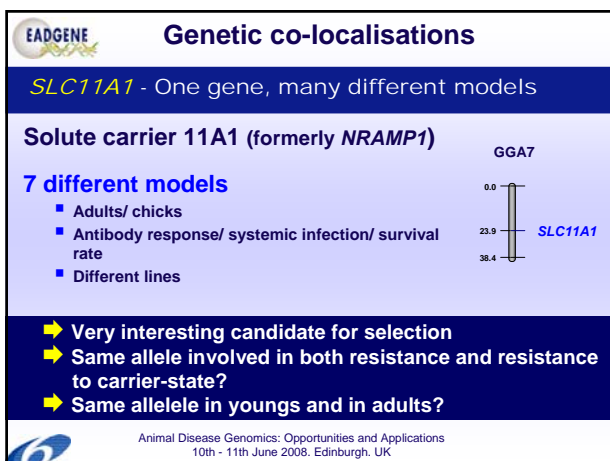 EADGENE
Genetic co-localisations
SLC11A1 - One gene, many different models
Solute carrier 11A1 (formerly NRAMP1)
GGA7
7 different models
Adults/ chicks
Antibody response/ systemic infection/ survival
rate
Different lines
0.0
23.9
SLC11A1
38.4
Very interesting candidate for selection
Same allele involved in both resistance and resistance
to carrier-state?
Same allelele in youngs and in adults?
Animal Disease Genomics: Opportunities and Applications
10th - 11th June 2008. Edinburgh. UK